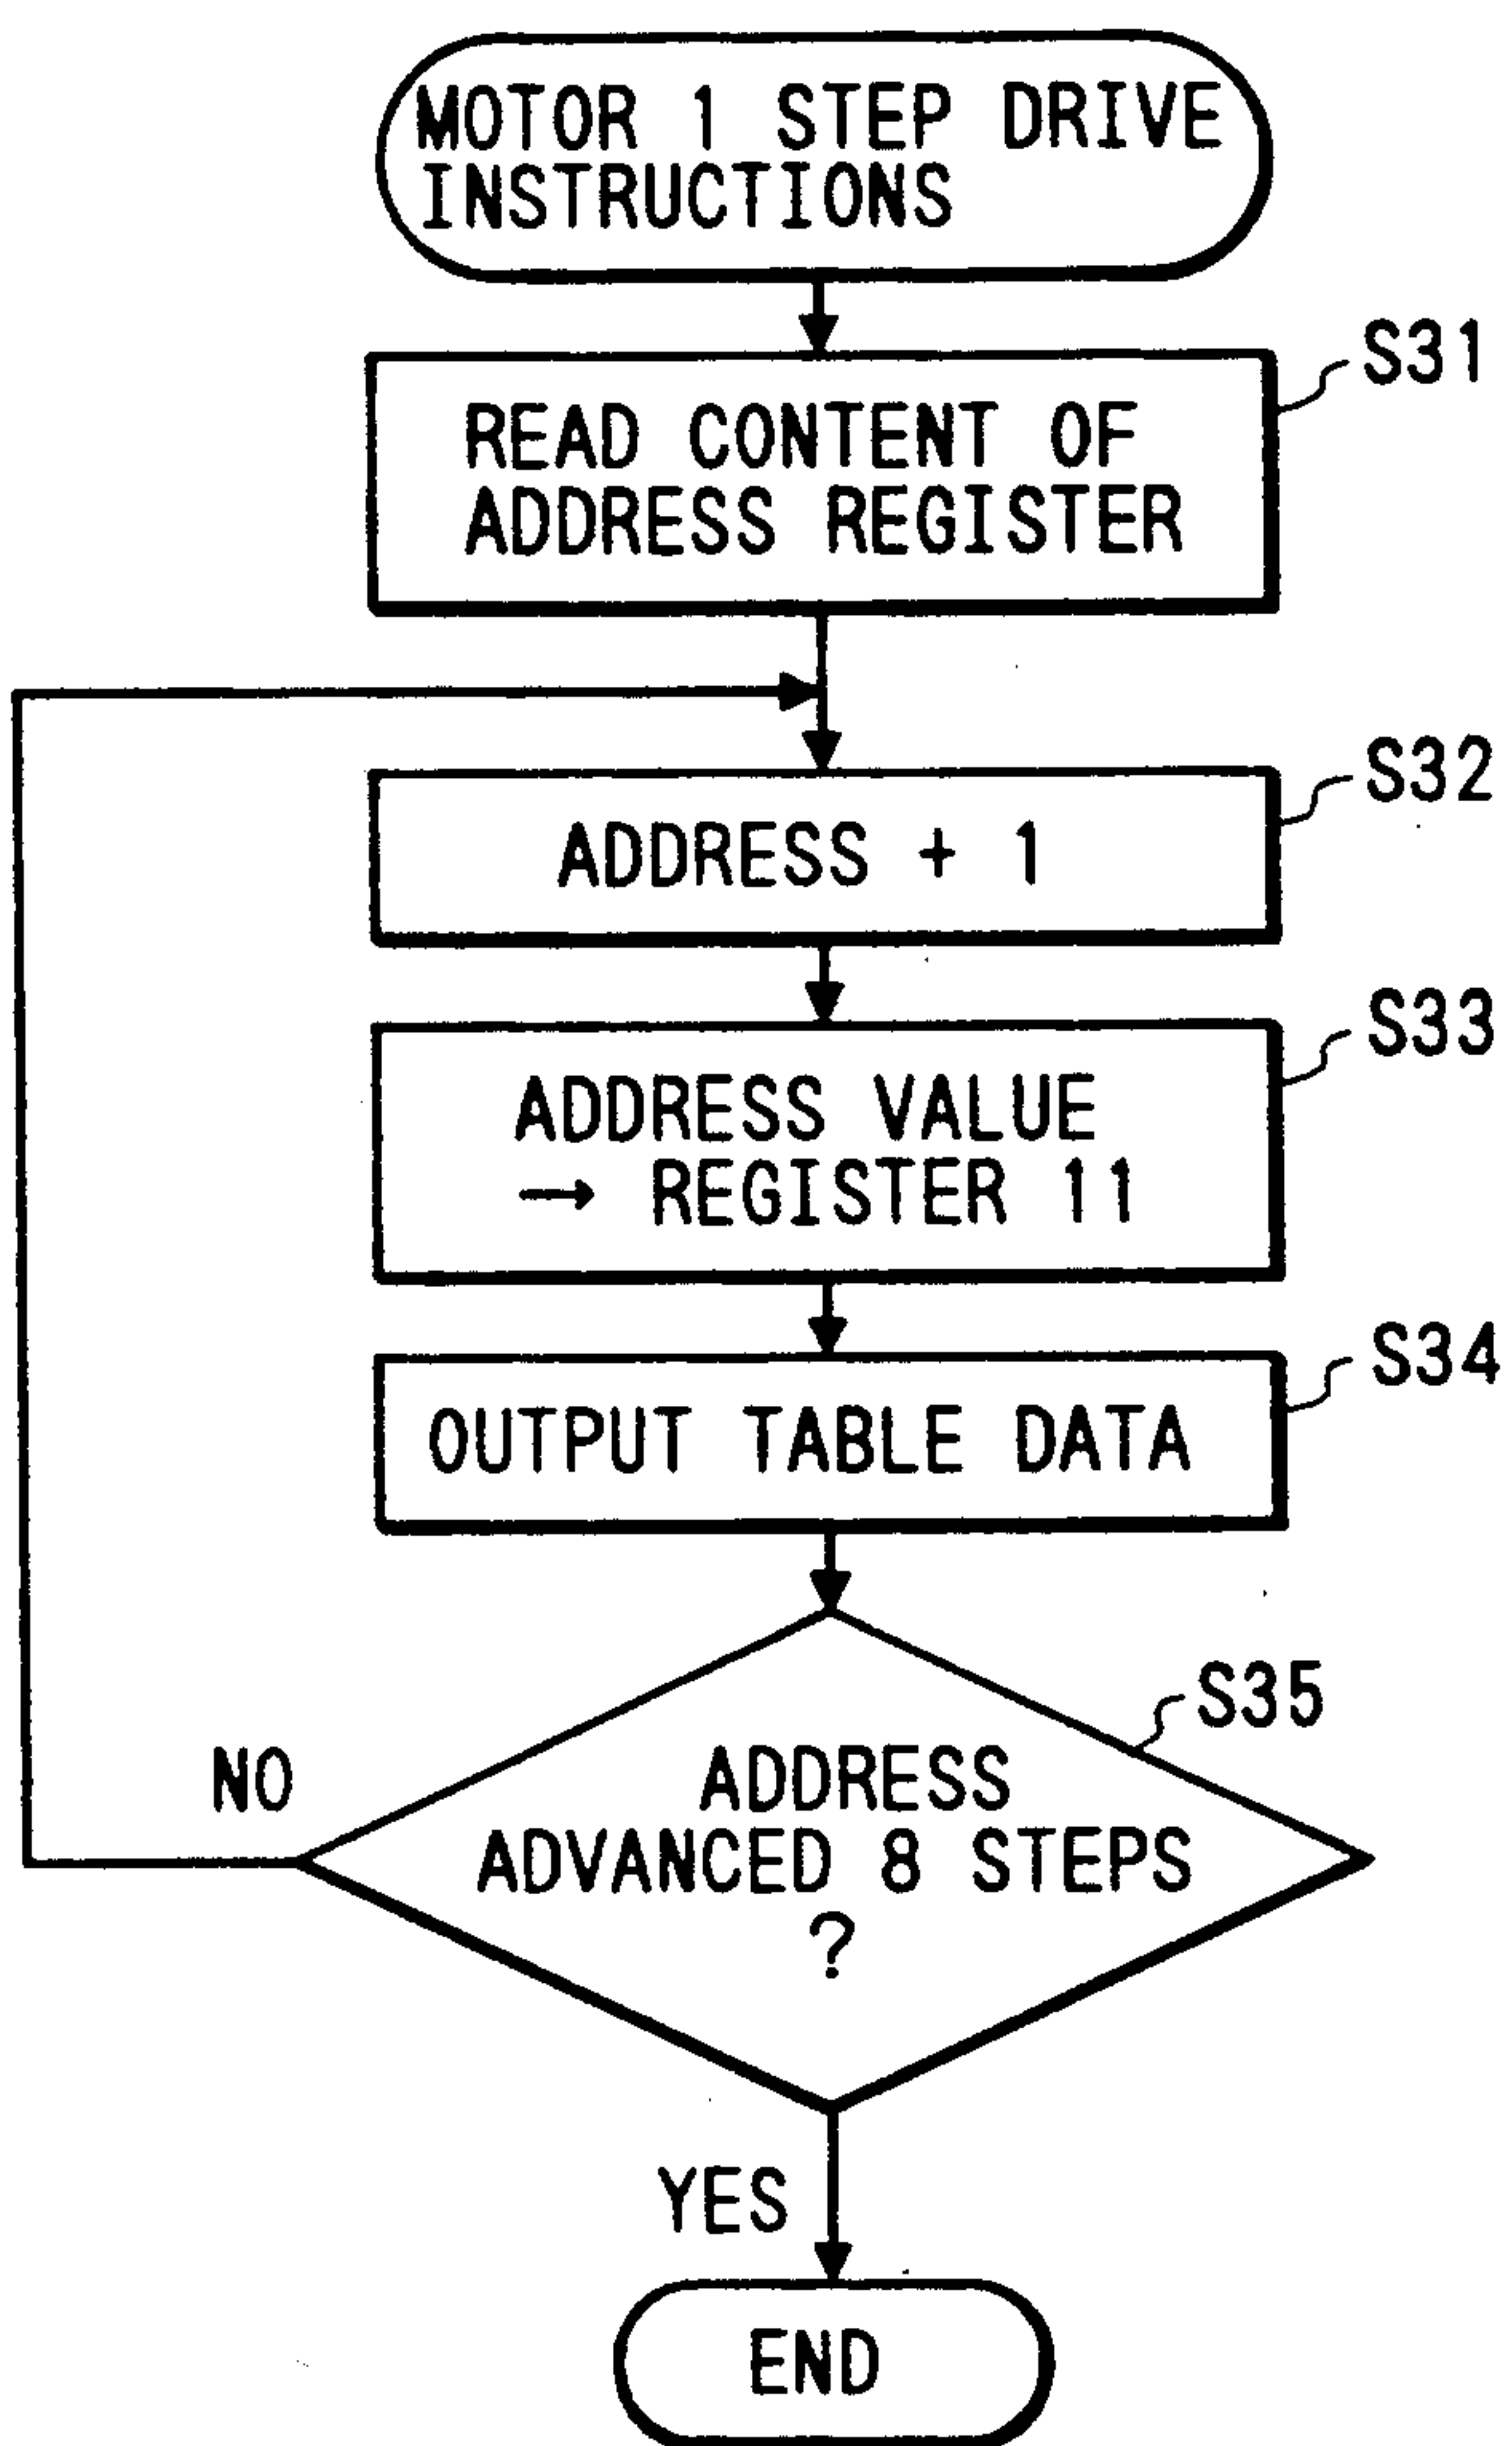 MOTOR 1 STEP DRIVE
INSTRUCTIONS
S31
READ CONTENT OF
ADDRESS REGISTER
S32
ADDRESS + 1
S33
ADDRESS VALUE
→ REGISTER 11
S34
OUTPUT TABLE DATA
S35
NO
ADDRESS
ADVANCED 8 STEPS
?
YES
END